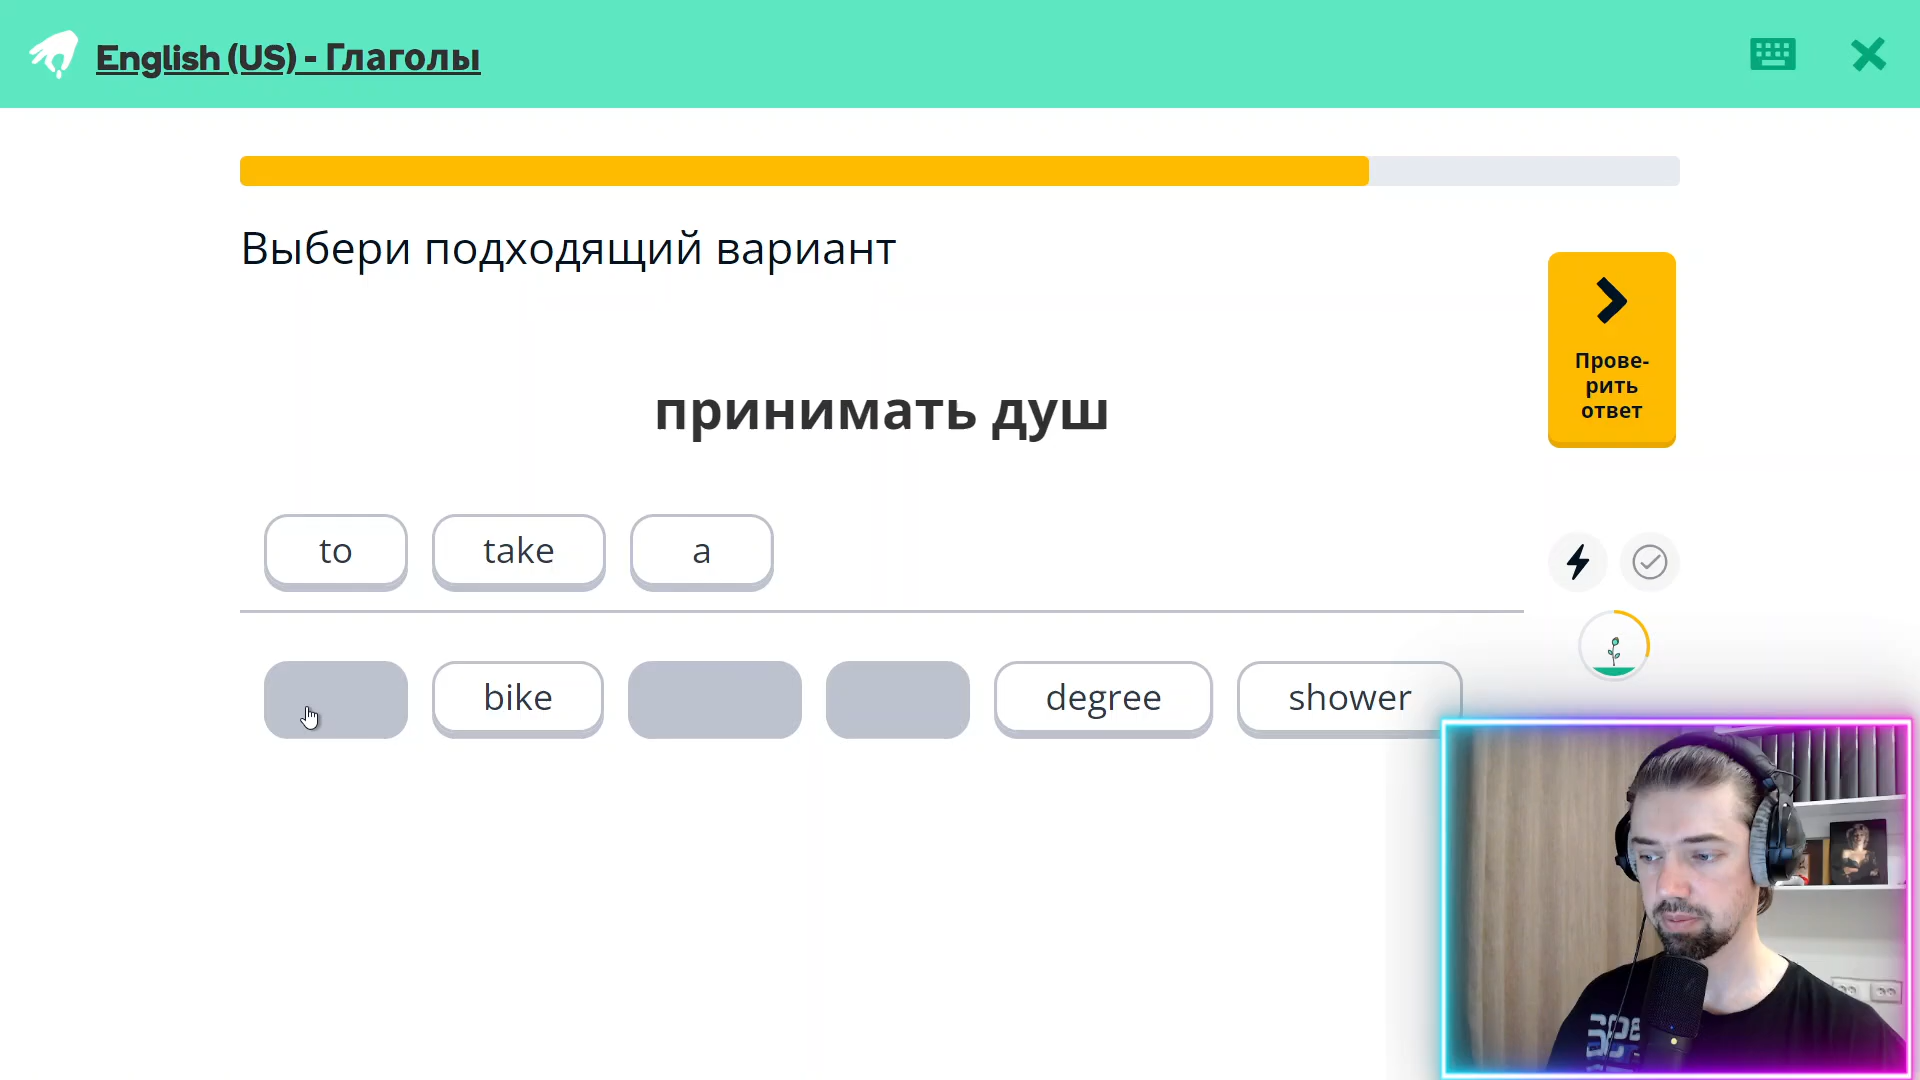 English (US) - Глаголы
Выбери подходящий вариант
Прове-
рить
ответ
принимать душ
to take a
bike degree shower